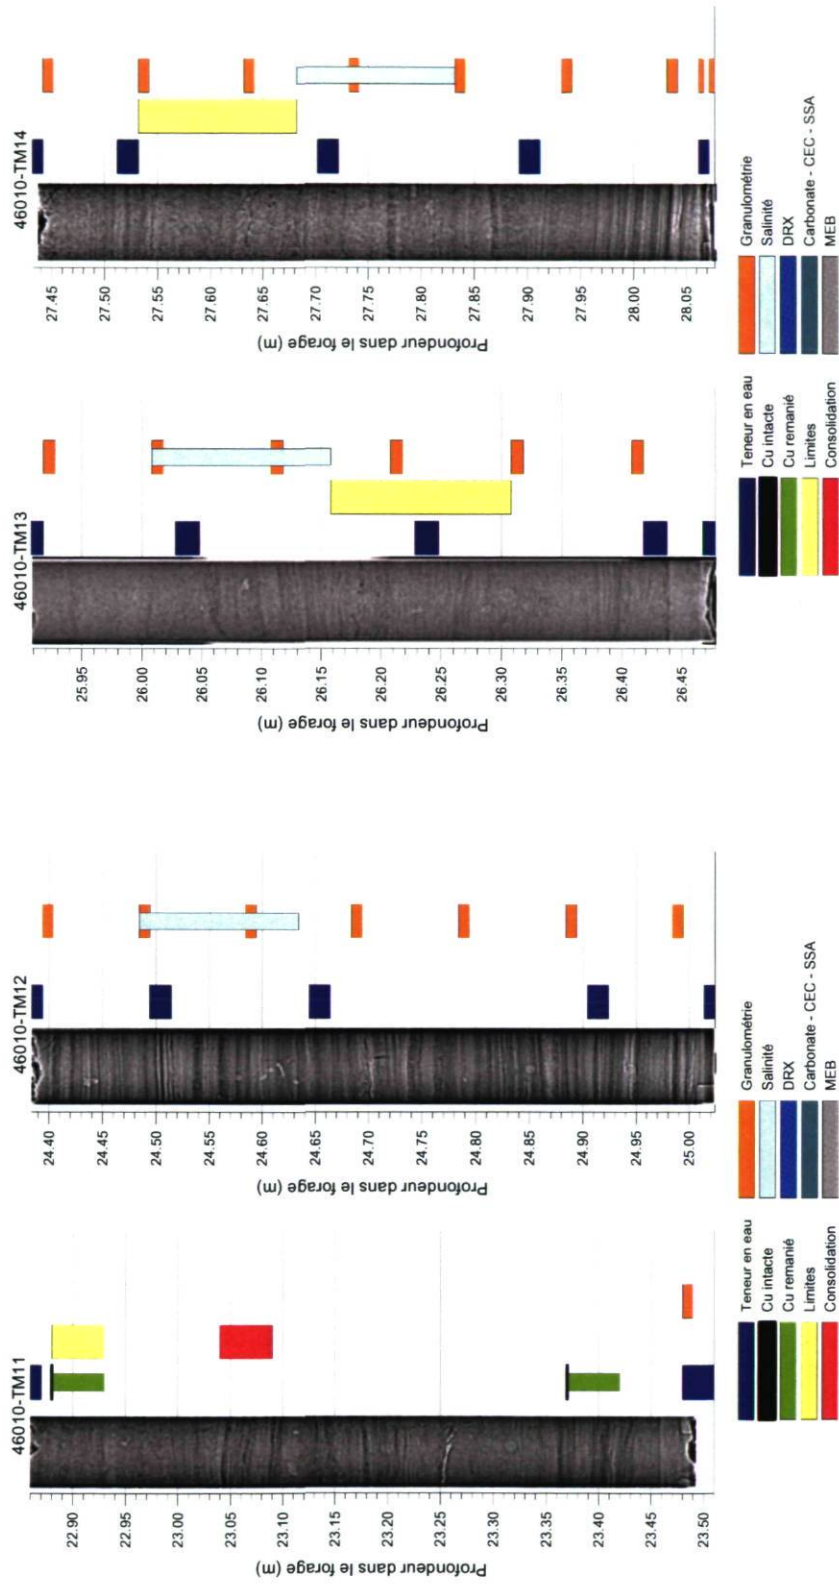 46010-TM11
Profondeur dans le forage (m)
22.90
22.95
23.00
23.05
23.10
23.15
23.20
23.25
23.30
23.35
23.40
23.45
23.50
46010-TM12
Profondeur dans le forage (m)
24.40
24.45
24.50
24.55
24.60
24.65
24.70
24.75
24.80
24.85
24.90
24.95
25.00
Teneur en eau
Cu intacte
Cu remanié
Limites
Consolidation
Granulométrie
Salinité
DRX
Carbonate - CEC - SSA
MEB
46010-TM13
Profondeur dans le forage (m)
25.95
26.00
26.05
26.10
26.15
26.20
26.25
26.30
26.35
26.40
26.45
46010-TM14
Profondeur dans le forage (m)
27.45
27.50
27.55
27.60
27.65
27.70
27.75
27.80
27.85
27.90
27.95
28.00
28.05
Teneur en eau
Cu intacte
Cu remanié
Limites
Consolidation
Granulométrie
Salinité
DRX
Carbonate - CEC - SSA
MEB